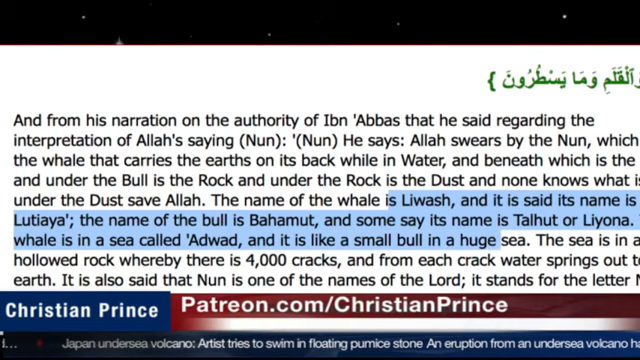 وَالْقَلَمِ وَمَا يَسْطُرُونَ }
And from his narration on the authority of Ibn 'Abbas that he said regarding the
interpretation of Allah's saying (Nun): '(Nun) He says: Allah swears by the Nun, which
the whale that carries the earths on its back while in Water, and beneath which is the
and under the Bull is the Rock and under the Rock is the Dust and none knows what is
under the Dust save Allah. The name of the whale is Liwash, and it is said its name is
Lutiaya'; the name of the bull is Bahamut, and some say its name is Talhut or Liyona.
whale is in a sea called 'Adwad, and it is like a small bull in a huge sea. The sea is in a
hollowed rock whereby there is 4,000 cracks, and from each crack water springs out to
earth. It is also said that Nun is one of the names of the Lord; it stands for the letter N
Christian Prince
Patreon.com/ChristianPrince
Japan undersea volcano: Artist tries to swim in floating pumice stone An eruption from an undersea volcano ha